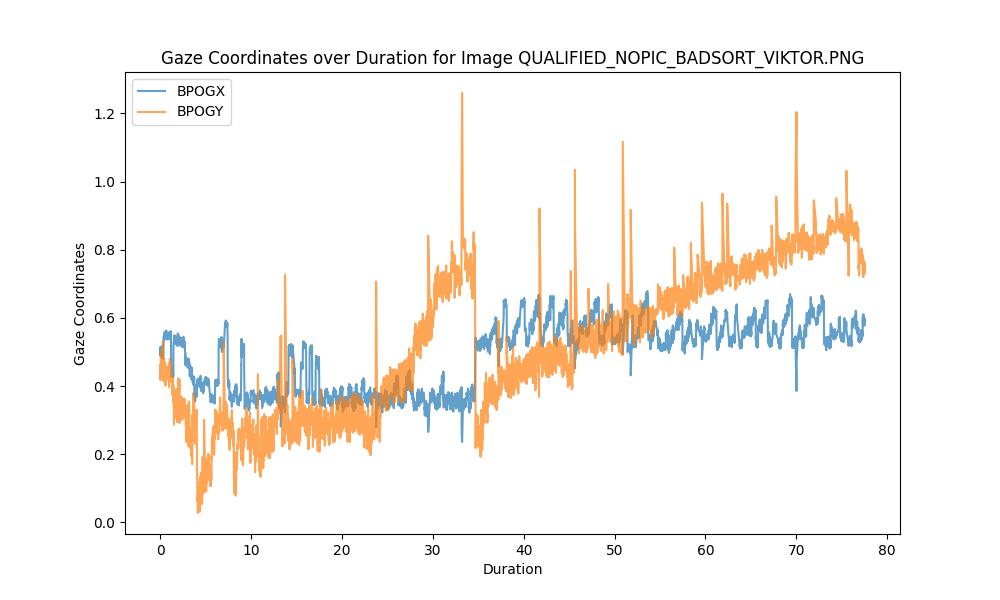 Gaze Coordinates over Duration for Image QUALIFIED_NOPIC_BADSORT_VIKTOR.PNG
BPOGX
BPOGY
Gaze Coordinates
1.2
1.0
0.8
0.6
0.4
0.2
0.0
0 10 20 30 40 50 60 70 80
Duration